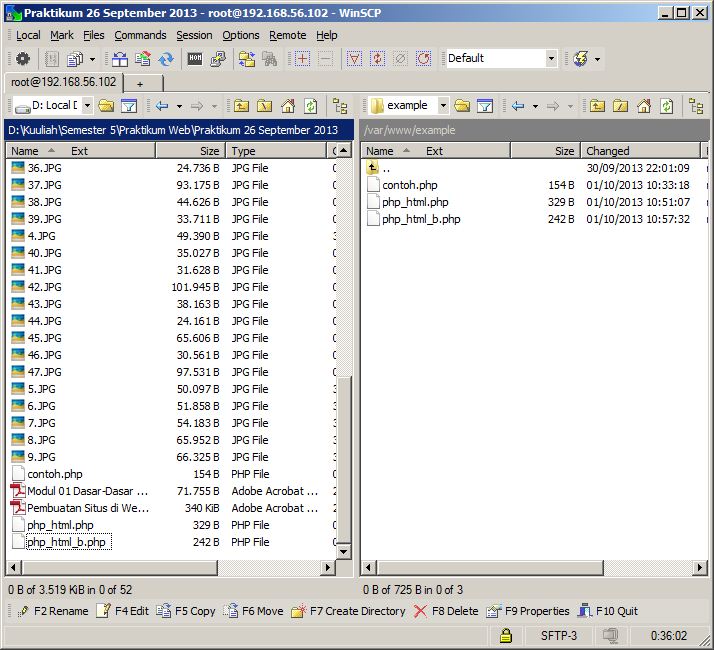 Praktikum 26 September 2013 - root@192.168.56.102 - WinSCP
Local Mark Files Commands Session Options Remote Help
Default
root@192.168.56.102 +
D: Local D
example
D:\Kuuliah\Semester 5\Praktikum Web\Praktikum 26 September 2013
/var/www/example
Name Ext Size Type
Name Ext Size Changed
36.JPG 24.736 B JPG File
37.JPG 93.175 B JPG File
38.JPG 44.626 B JPG File
39.JPG 33.711 B JPG File
4.JPG 49.390 B JPG File
40.JPG 35.027 B JPG File
41.JPG 31.628 B JPG File
42.JPG 101.945 B JPG File
43.JPG 38.163 B JPG File
44.JPG 24.161 B JPG File
45.JPG 65.606 B JPG File
46.JPG 30.561 B JPG File
47.JPG 97.531 B JPG File
5.JPG 50.097 B JPG File
6.JPG 51.858 B JPG File
7.JPG 54.183 B JPG File
8.JPG 65.952 B JPG File
9.JPG 66.325 B JPG File
contoh.php 154 B PHP File
Modul 01 Dasar-Dasar ... 71.755 B Adobe Acrobat ...
Pembuatan Situs di We... 340 KiB Adobe Acrobat ...
php_html.php 329 B PHP File
php_html_b.php 242 B PHP File
.. 30/09/2013 22:01:09
contoh.php 154 B 01/10/2013 10:33:18
php_html.php 329 B 01/10/2013 10:51:07
php_html_b.php 242 B 01/10/2013 10:57:32
0 B of 3.519 KiB in 0 of 52
0 B of 725 B in 0 of 3
F2 Rename F4 Edit F5 Copy F6 Move F7 Create Directory F8 Delete F9 Properties F10 Quit
SFTP-3 0:36:02